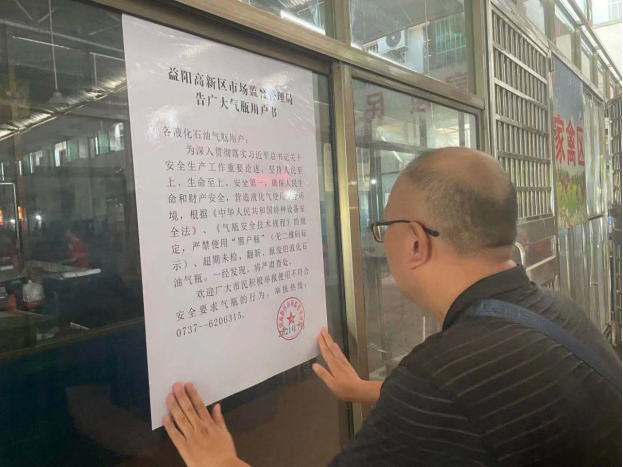 益阳高新区市场监督管理局
告广大气瓶用户书
各液化石油气瓶用户:
为深入贯彻落实习近平总书记关于
安全生产工作重要论述，坚持人民至
上、生命至上，安全第一，确保人民生
命和财产安全，营造液化气使用
境，根据《中华人民共和国特种设备安
全法》、《气瓶安全技术规程》的规
定，严禁使用“黑户瓶”（无二维码标
示）、超期未检、翻新、报废的液化石
油气瓶。一经发现，将严肃查处。
欢迎广大市民积极举报使用不符合
安全要求气瓶的行为，举报热线:
0737--6206315.
家禽区